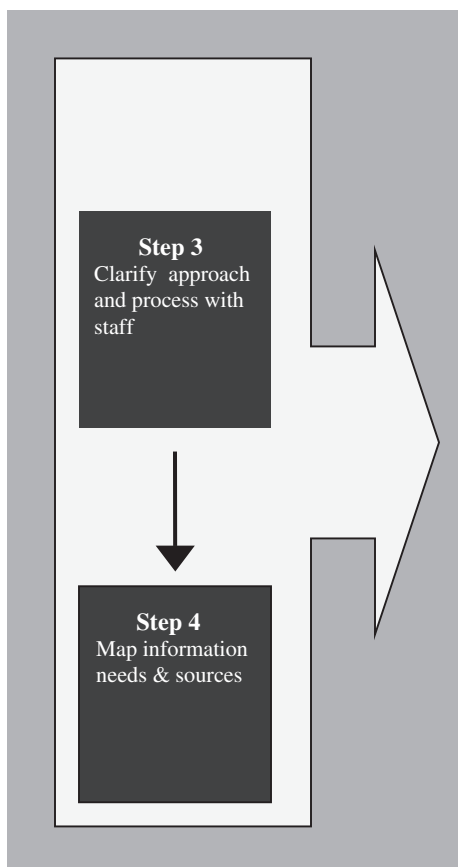 Step 3
Clarify approach
and process with
staff
Step 4
Map information
needs & sources